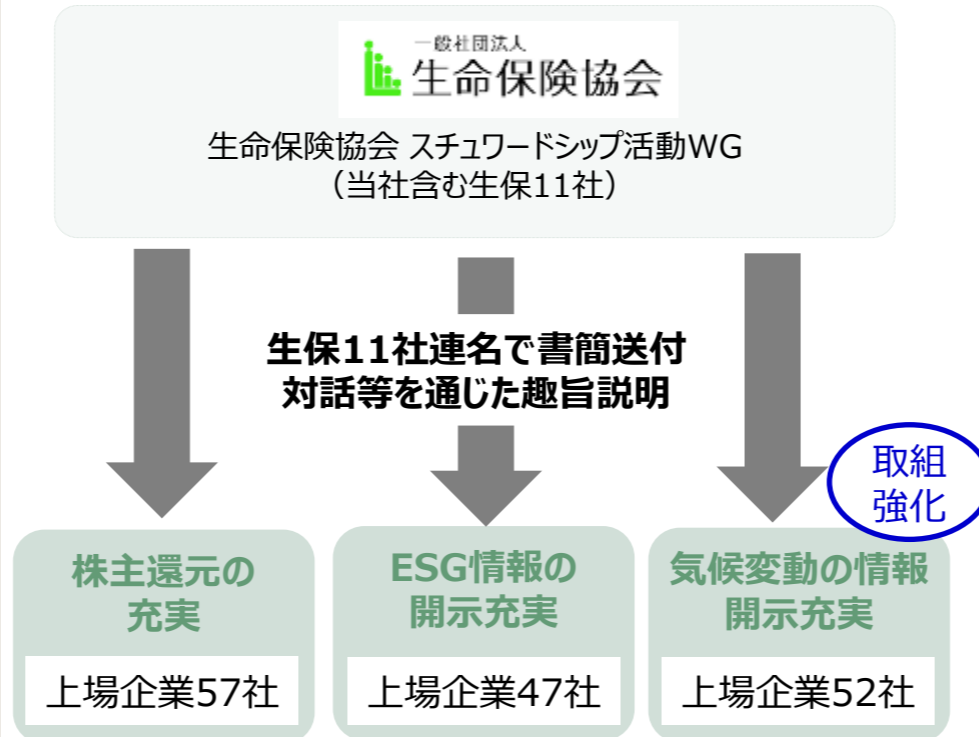 一般社団法人
生命保険協会
生命保険協会 スチュワードシップ活動WG
（当社含む生保11社）
生保11社連名で書簡送付
対話等を通じた趣旨説明
取組
強化
株主還元の
充実
上場企業57社
ESG情報の
開示充実
上場企業47社
気候変動の情報
開示充実
上場企業52社